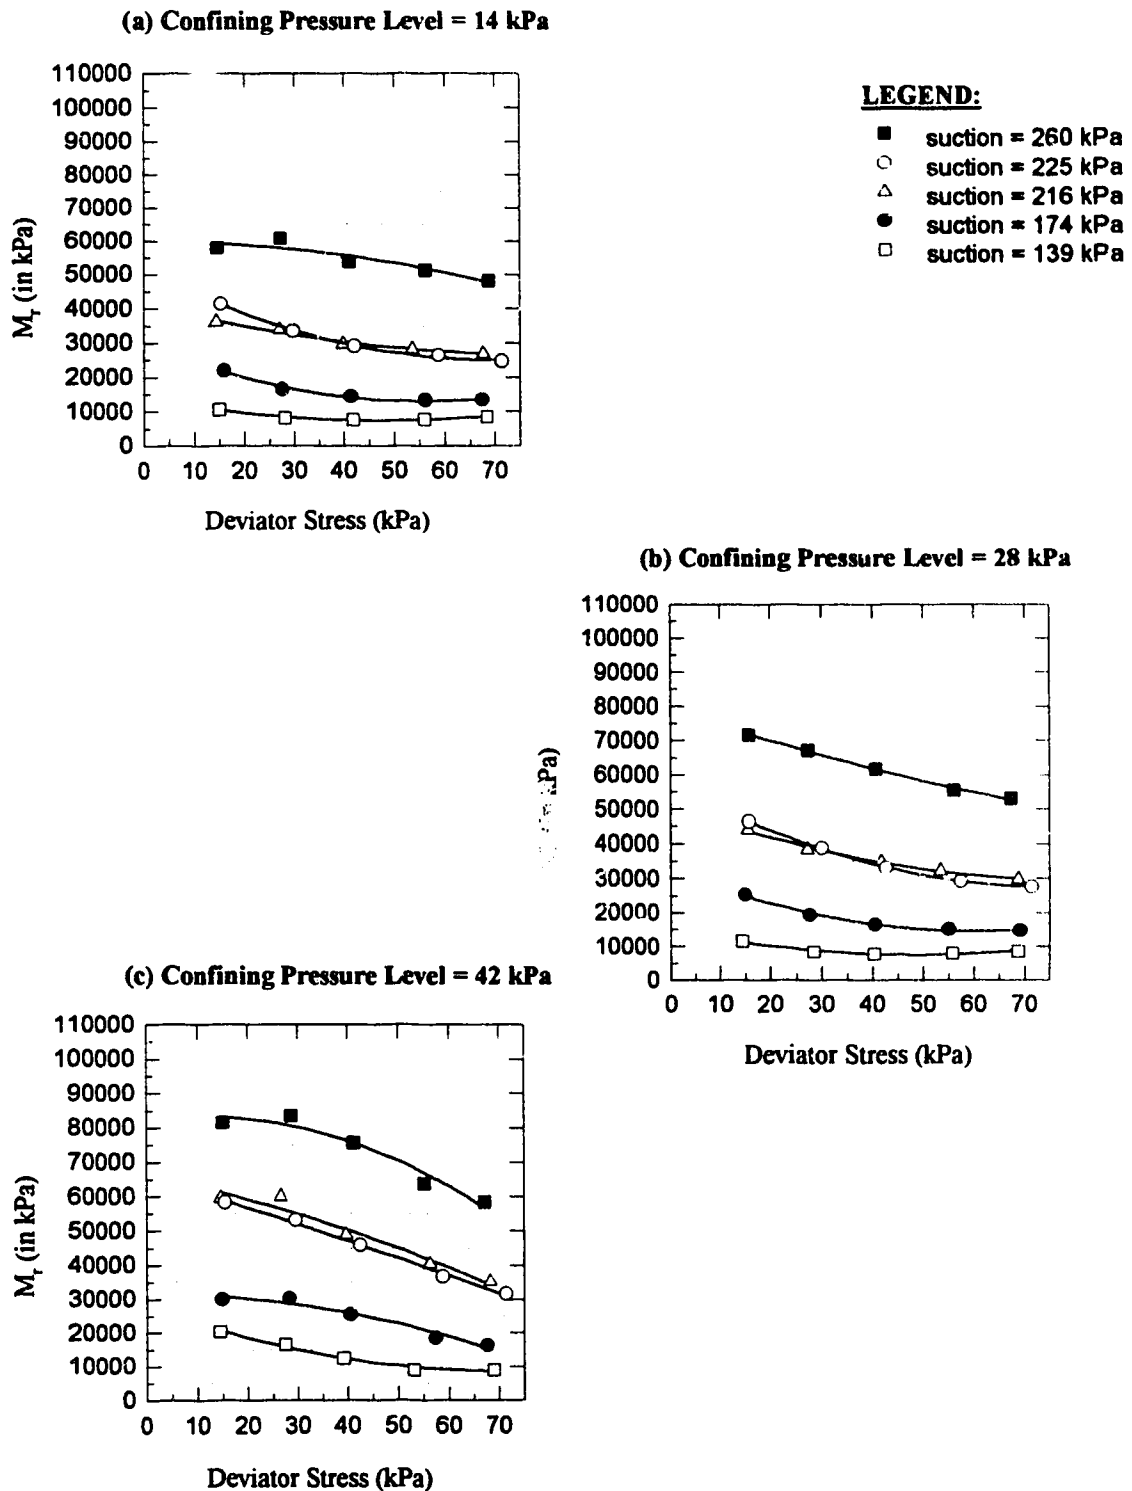 (a) Confining Pressure Level = 14 kPa
110000
100000
90000
80000
70000
60000
50000
40000
30000
20000
10000
0
M_r (in kPa)
0 10 20 30 40 50 60 70
Deviator Stress (kPa)
LEGEND:
suction = 260 kPa
suction = 225 kPa
suction = 216 kPa
suction = 174 kPa
suction = 139 kPa
(b) Confining Pressure Level = 28 kPa
110000
100000
90000
80000
70000
60000
50000
40000
30000
20000
10000
0
kPa)
0 10 20 30 40 50 60 70
Deviator Stress (kPa)
(c) Confining Pressure Level = 42 kPa
110000
100000
90000
80000
70000
60000
50000
40000
30000
20000
10000
0
M_r (in kPa)
0 10 20 30 40 50 60 70
Deviator Stress (kPa)